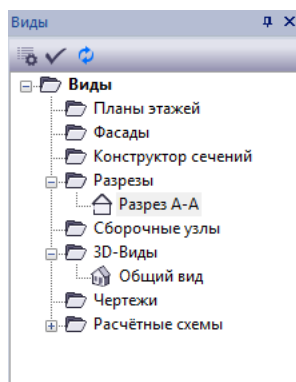 Виды
Виды
Планы этажей
Фасады
Конструктор сечений
Разрезы
Разрез А-А
Сборочные узлы
3D-Виды
Общий вид
Чертежи
Расчётные схемы